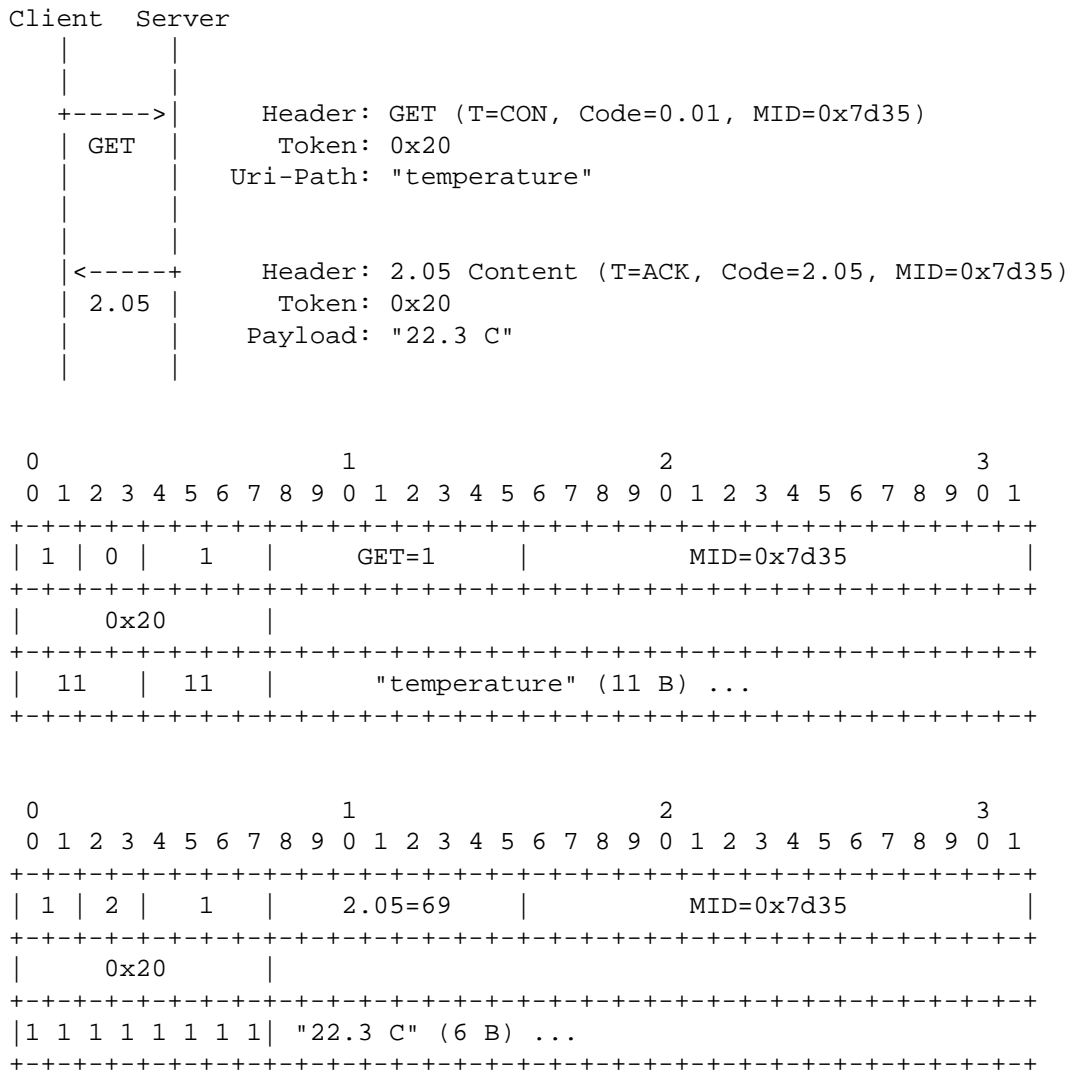 Client  Server
   |      |
   |      |
   +----->|     Header: GET (T=CON, Code=0.01, MID=0x7d35)
   | GET  |      Token: 0x20
   |      |   Uri-Path: "temperature"
   |      |
   |      |
   |<-----+     Header: 2.05 Content (T=ACK, Code=2.05, MID=0x7d35)
   | 2.05 |      Token: 0x20
   |      |    Payload: "22.3 C"
   |      |
 0                   1                   2                   3
 0 1 2 3 4 5 6 7 8 9 0 1 2 3 4 5 6 7 8 9 0 1 2 3 4 5 6 7 8 9 0 1
+-+-+-+-+-+-+-+-+-+-+-+-+-+-+-+-+-+-+-+-+-+-+-+-+-+-+-+-+-+-+-+-+
| 1 | 0 |   1   |     GET=1     |          MID=0x7d35           |
+-+-+-+-+-+-+-+-+-+-+-+-+-+-+-+-+-+-+-+-+-+-+-+-+-+-+-+-+-+-+-+-+
|     0x20      |
+-+-+-+-+-+-+-+-+-+-+-+-+-+-+-+-+-+-+-+-+-+-+-+-+-+-+-+-+-+-+-+-+
|  11   |  11   |      "temperature" (11 B) ...
+-+-+-+-+-+-+-+-+-+-+-+-+-+-+-+-+-+-+-+-+-+-+-+-+-+-+-+-+-+-+-+-+
 0                   1                   2                   3
 0 1 2 3 4 5 6 7 8 9 0 1 2 3 4 5 6 7 8 9 0 1 2 3 4 5 6 7 8 9 0 1
+-+-+-+-+-+-+-+-+-+-+-+-+-+-+-+-+-+-+-+-+-+-+-+-+-+-+-+-+-+-+-+-+
| 1 | 2 |   1   |    2.05=69    |          MID=0x7d35           |
+-+-+-+-+-+-+-+-+-+-+-+-+-+-+-+-+-+-+-+-+-+-+-+-+-+-+-+-+-+-+-+-+
|     0x20      |
+-+-+-+-+-+-+-+-+-+-+-+-+-+-+-+-+-+-+-+-+-+-+-+-+-+-+-+-+-+-+-+-+
|1 1 1 1 1 1 1 1| "22.3 C" (6 B) ...
+-+-+-+-+-+-+-+-+-+-+-+-+-+-+-+-+-+-+-+-+-+-+-+-+-+-+-+-+-+-+-+-+